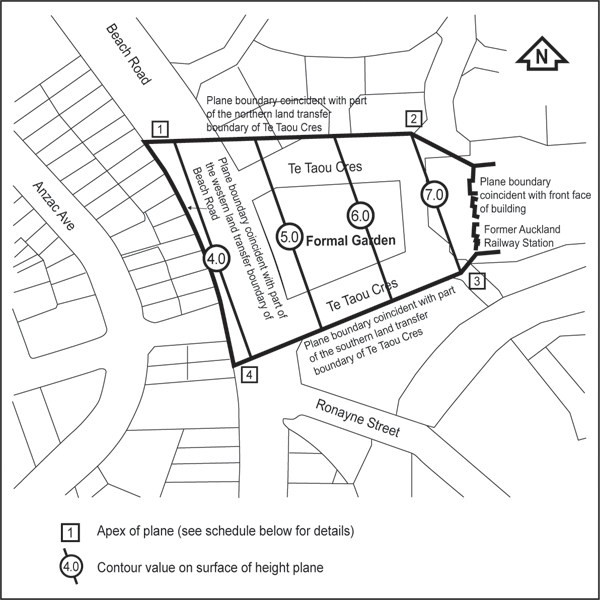 Beach Road
N
Plane boundary coincident with part
of the northern land transfer
boundary of Te Taou Cres
1
2
Te Taou Cres
Plane boundary coincident with part of
the western land transfer boundary of
Beach Road
Anzac Ave
7.0
Plane boundary
coincident with front face
of building
6.0
5.0
Formal Garden
Former Auckland
Railway Station
4.0
3
Te Taou Cres
Plane boundary coincident with part
of the southern land transfer
boundary of Te Taou Cres
4
Ronayne Street
1 Apex of plane (see schedule below for details)
4.0 Contour value on surface of height plane